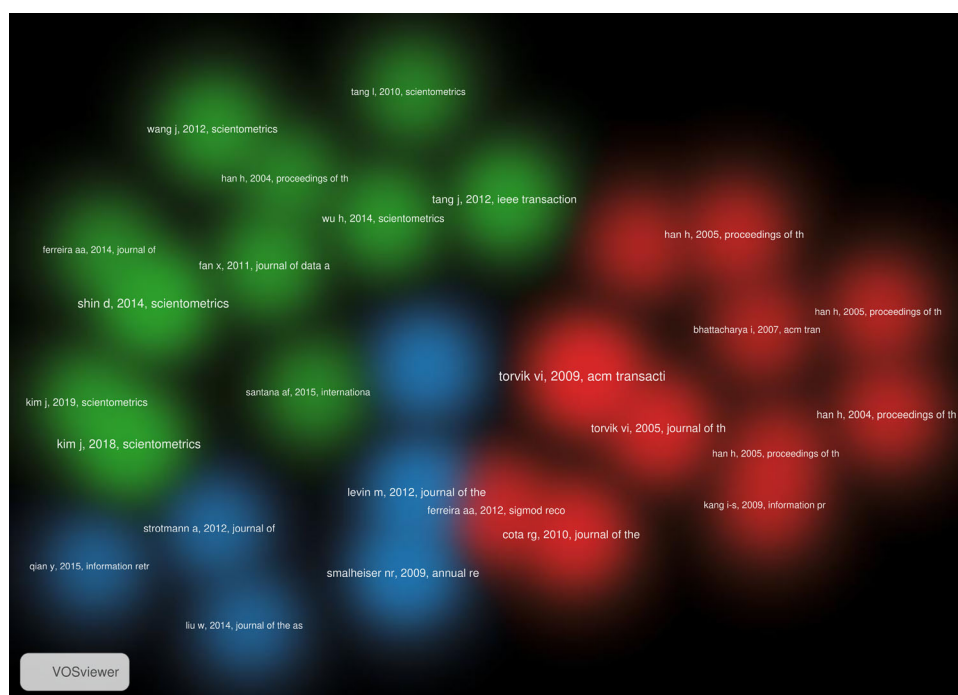 tang l, 2010, scientometrics
wang j, 2012, scientometrics
han h, 2004, proceedings of th
tang j, 2012, ieee transaction
wu h, 2014, scientometrics
han h, 2005, proceedings of th
ferreira aa, 2014, journal of
fan x, 2011, journal of data a
shin d, 2014, scientometrics
han h, 2005, proceedings of th
bhattacharya i, 2007, acm tran
torvik vi, 2009, acm transacti
santana af, 2015, internationa
kim j, 2019, scientometrics
han h, 2004, proceedings of th
torvik vi, 2005, journal of th
kim j, 2018, scientometrics
han h, 2005, proceedings of th
levin m, 2012, journal of the
kang i-s, 2009, information pr
ferreira aa, 2012, sigmod reco
strotmann a, 2012, journal of
cota rg, 2010, journal of the
qian y, 2015, information retr
smalheiser nr, 2009, annual re
liu w, 2014, journal of the as
VOSviewer